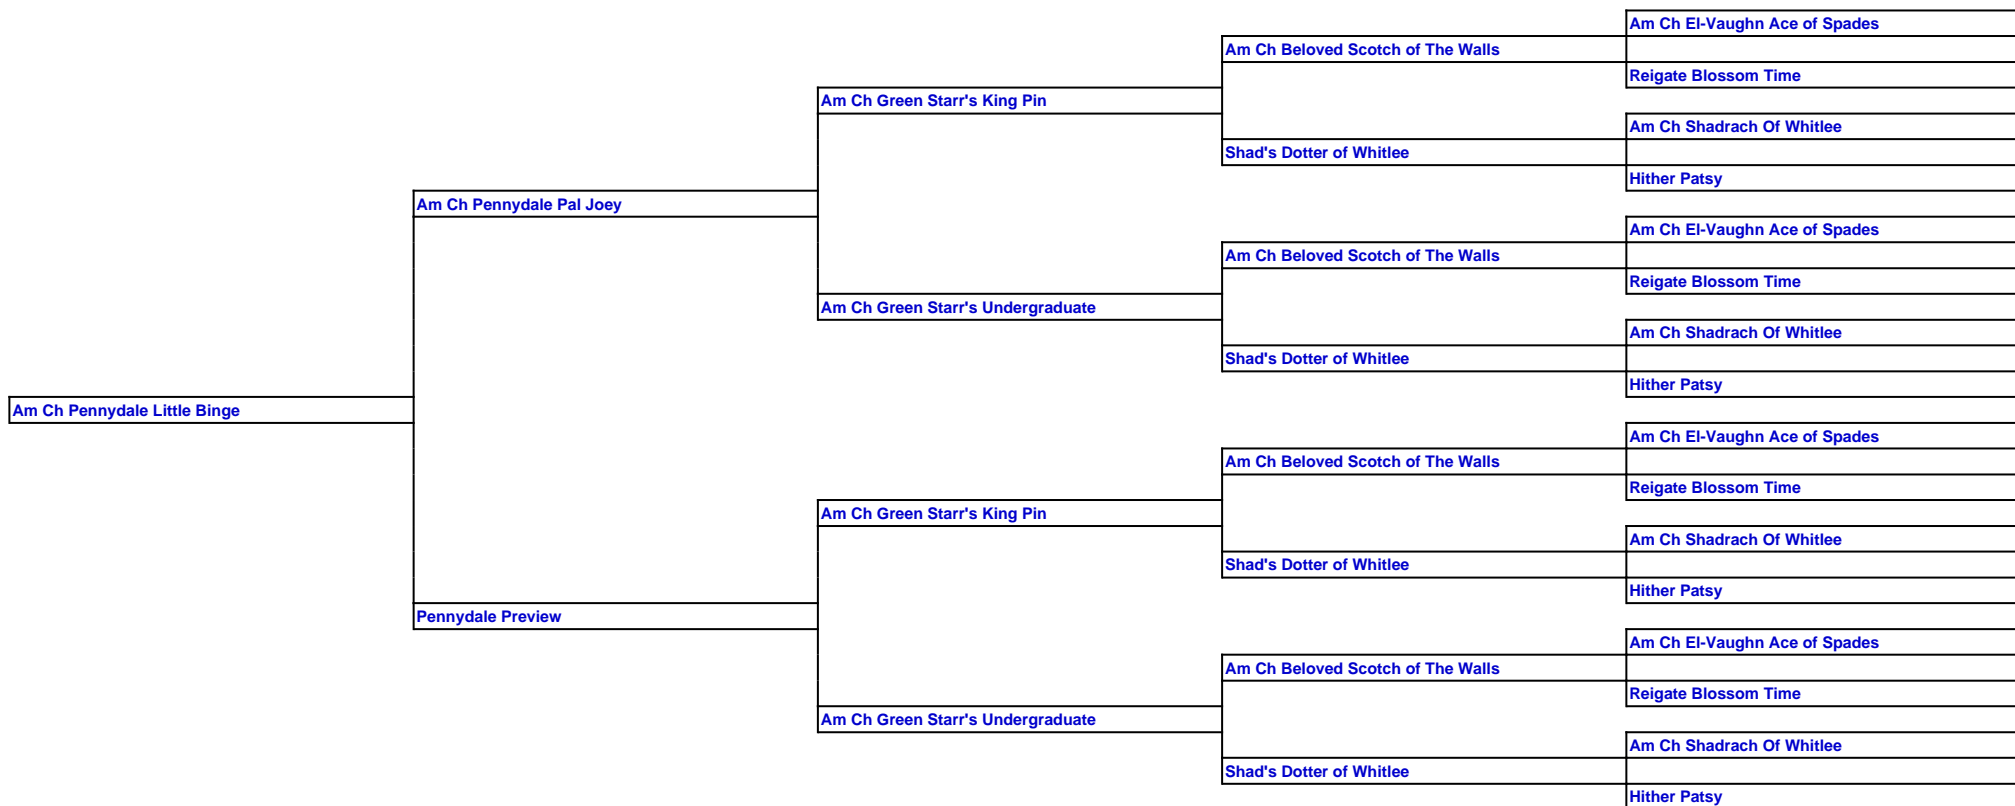 Am Ch El-Vaughn Ace of Spades
Am Ch Beloved Scotch of The Walls
Reigate Blossom Time
Am Ch Green Starr's King Pin
Am Ch Shadrach Of Whitlee
Shad's Dotter of Whitlee
Hither Patsy
Am Ch Pennydale Pal Joey
Am Ch El-Vaughn Ace of Spades
Am Ch Beloved Scotch of The Walls
Reigate Blossom Time
Am Ch Green Starr's Undergraduate
Am Ch Shadrach Of Whitlee
Shad's Dotter of Whitlee
Hither Patsy
Am Ch Pennydale Little Binge
Am Ch El-Vaughn Ace of Spades
Am Ch Beloved Scotch of The Walls
Reigate Blossom Time
Am Ch Green Starr's King Pin
Am Ch Shadrach Of Whitlee
Shad's Dotter of Whitlee
Hither Patsy
Pennydale Preview
Am Ch El-Vaughn Ace of Spades
Am Ch Beloved Scotch of The Walls
Reigate Blossom Time
Am Ch Green Starr's Undergraduate
Am Ch Shadrach Of Whitlee
Shad's Dotter of Whitlee
Hither Patsy